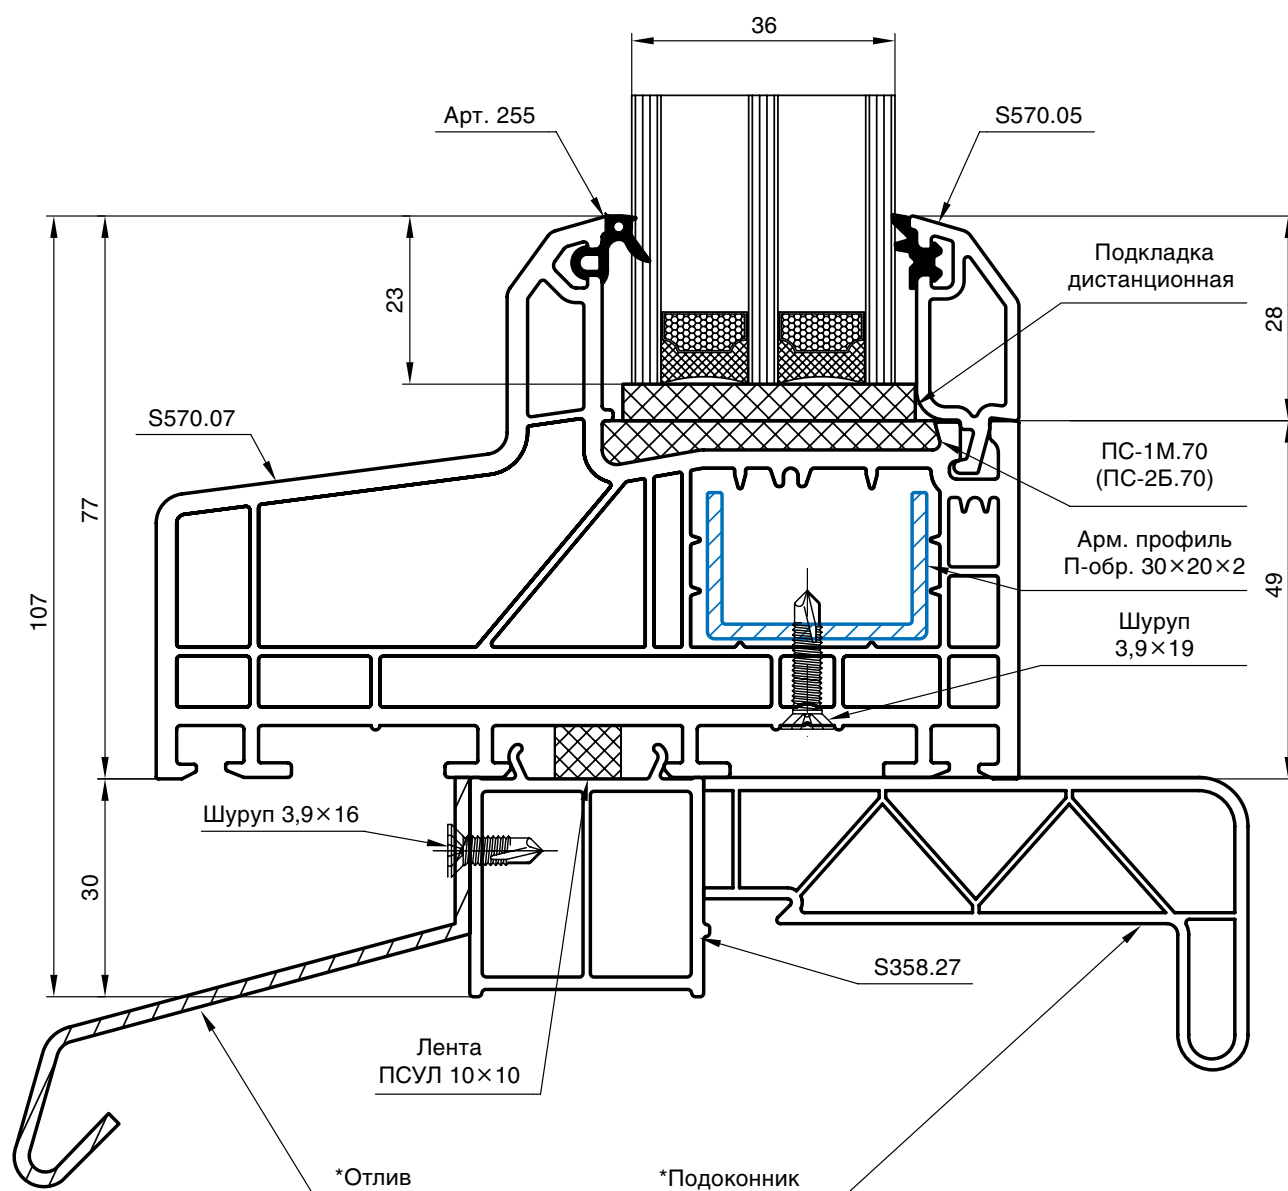 36
Арт. 255
S570.05
Подкладка
дистанционная
23
28
S570.07
ПС-1М.70
(ПС-2Б.70)
77
Арм. профиль
П-обр. 30×20×2
107
49
Шуруп
3,9×19
Шуруп 3,9×16
30
S358.27
Лента
ПСУЛ 10×10
*Отлив
*Подоконник